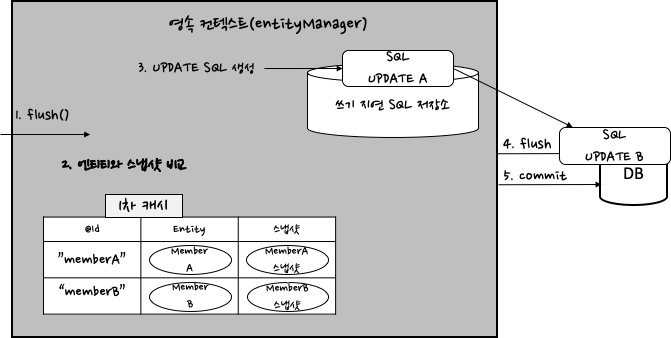 영속 컨텍스트(entityManager)
1. flush()
2. 엔티티와 스냅샷 비교
3. UPDATE SQL 생성
SQL
UPDATE A
쓰기 지연 SQL 저장소
4. flush
SQL
UPDATE B
5. commit
DB
1차 캐시
@Id Entity 스냅샷
"memberA" Member A MemberA 스냅샷
"memberB" Member B MemberB 스냅샷